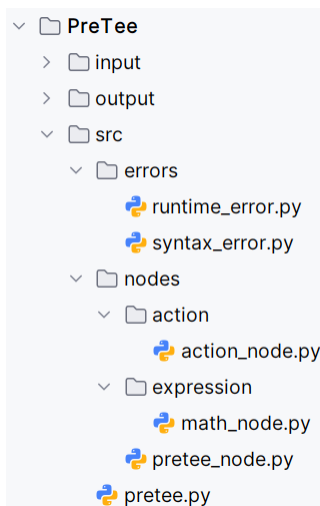 PreTee
input
output
src
errors
runtime_error.py
syntax_error.py
nodes
action
action_node.py
expression
math_node.py
pretee_node.py
pretee.py